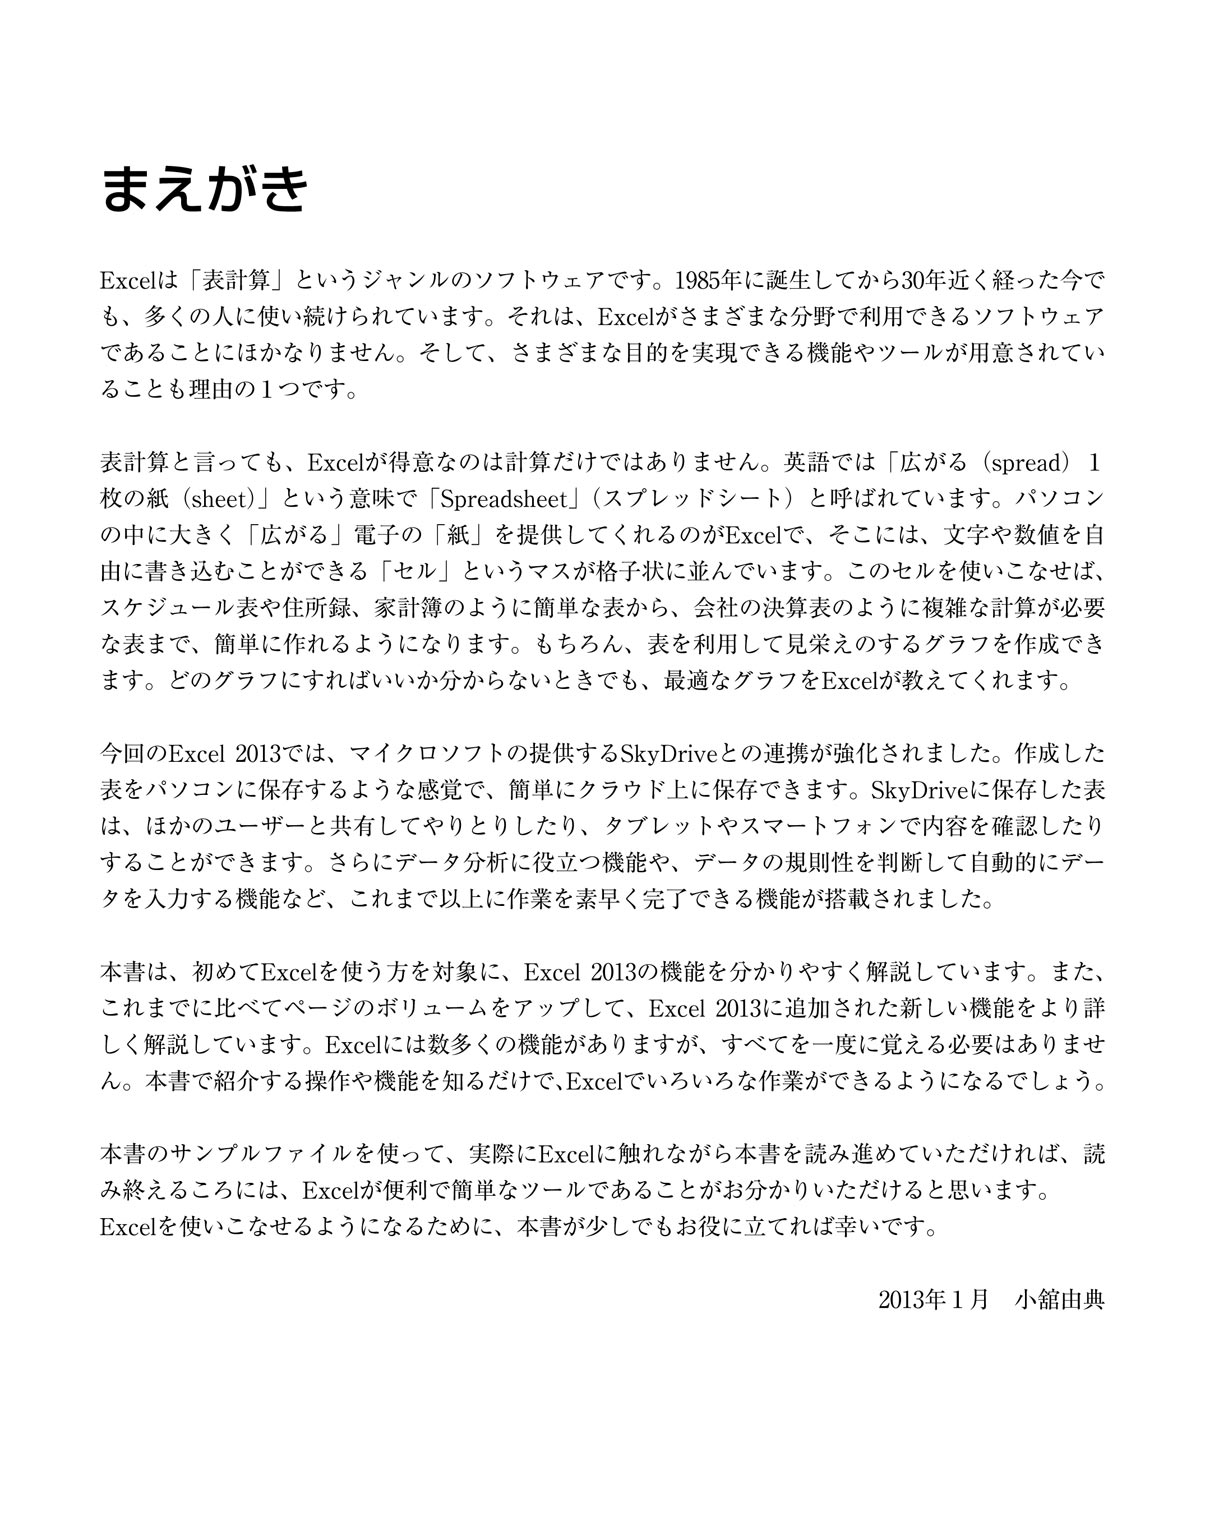 まえがき
Excelは「表計算」というジャンルのソフトウェアです。1985年に誕生してから30年近く経った今で
も、多くの人に使い続けられています。それは、Excelがさまざまな分野で利用できるソフトウェア
であることにほかなりません。そして、さまざまな目的を実現できる機能やツールが用意されてい
ることも理由の１つです。
表計算と言っても、Excelが得意なのは計算だけではありません。英語では「広がる（spread）１
枚の紙（sheet）」という意味で「Spreadsheet」（スプレッドシート）と呼ばれています。パソコン
の中に大きく「広がる」電子の「紙」を提供してくれるのがExcelで、そこには、文字や数値を自
由に書き込むことができる「セル」というマスが格子状に並んでいます。このセルを使いこなせば、
スケジュール表や住所録、家計簿のように簡単な表から、会社の決算表のように複雑な計算が必要
な表まで、簡単に作れるようになります。もちろん、表を利用して見栄えのするグラフを作成でき
ます。どのグラフにすればいいか分からないときでも、最適なグラフをExcelが教えてくれます。
今回のExcel 2013では、マイクロソフトの提供するSkyDriveとの連携が強化されました。作成した
表をパソコンに保存するような感覚で、簡単にクラウド上に保存できます。SkyDriveに保存した表
は、ほかのユーザーと共有してやりとりしたり、タブレットやスマートフォンで内容を確認したり
することができます。さらにデータ分析に役立つ機能や、データの規則性を判断して自動的にデー
タを入力する機能など、これまで以上に作業を素早く完了できる機能が搭載されました。
本書は、初めてExcelを使う方を対象に、Excel 2013の機能を分かりやすく解説しています。また、
これまでに比べてページのボリュームをアップして、Excel 2013に追加された新しい機能をより詳
しく解説しています。Excelには数多くの機能がありますが、すべてを一度に覚える必要はありませ
ん。本書で紹介する操作や機能を知るだけで、Excelでいろいろな作業ができるようになるでしょう。
本書のサンプルファイルを使って、実際にExcelに触れながら本書を読み進めていただければ、読
み終えるころには、Excelが便利で簡単なツールであることがお分かりいただけると思います。
Excelを使いこなせるようになるために、本書が少しでもお役に立てれば幸いです。
2013年１月　小舘由典